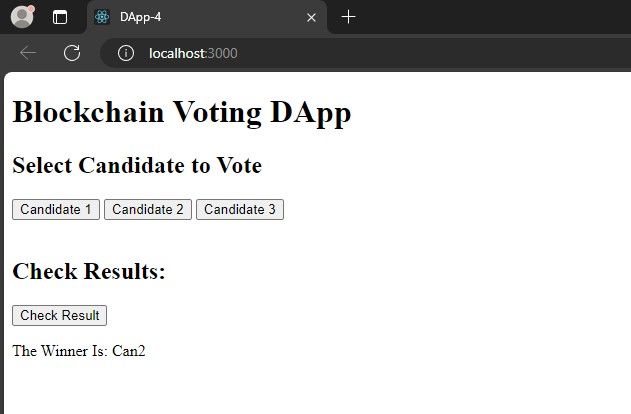 DApp-4
localhost:3000
Blockchain Voting DApp
Select Candidate to Vote
Candidate 1 Candidate 2 Candidate 3
Check Results:
Check Result
The Winner Is: Can2